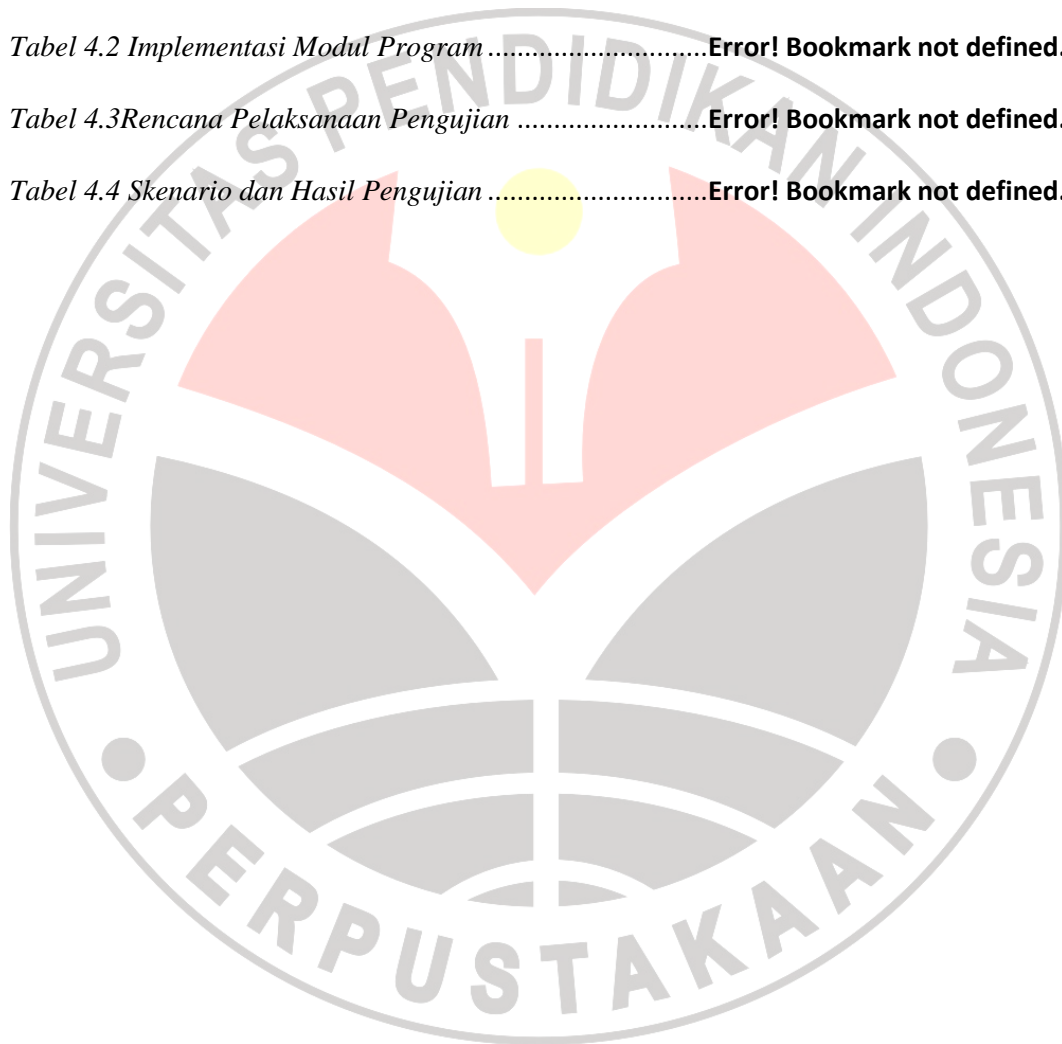 Tabel 4.2 Implementasi Modul Program ..............................Error! Bookmark not defined.
Tabel 4.3Rencana Pelaksanaan Pengujian ..........................Error! Bookmark not defined.
Tabel 4.4 Skenario dan Hasil Pengujian ..............................Error! Bookmark not defined.
UNIVERSITAS PENDIDIKAN INDONESIA
PERPUSTAKAAN